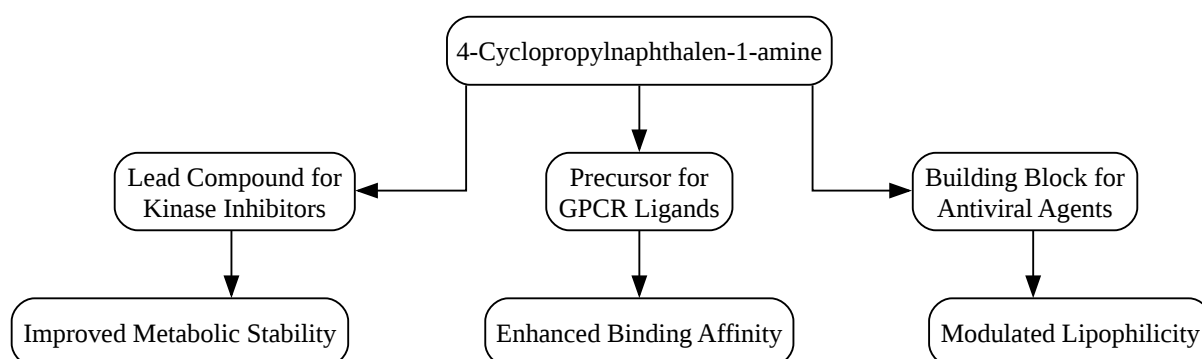 4-Cyclopropylnaphthalen-1-amine
Lead Compound for
Kinase Inhibitors
Precursor for
GPCR Ligands
Building Block for
Antiviral Agents
Improved Metabolic Stability
Enhanced Binding Affinity
Modulated Lipophilicity